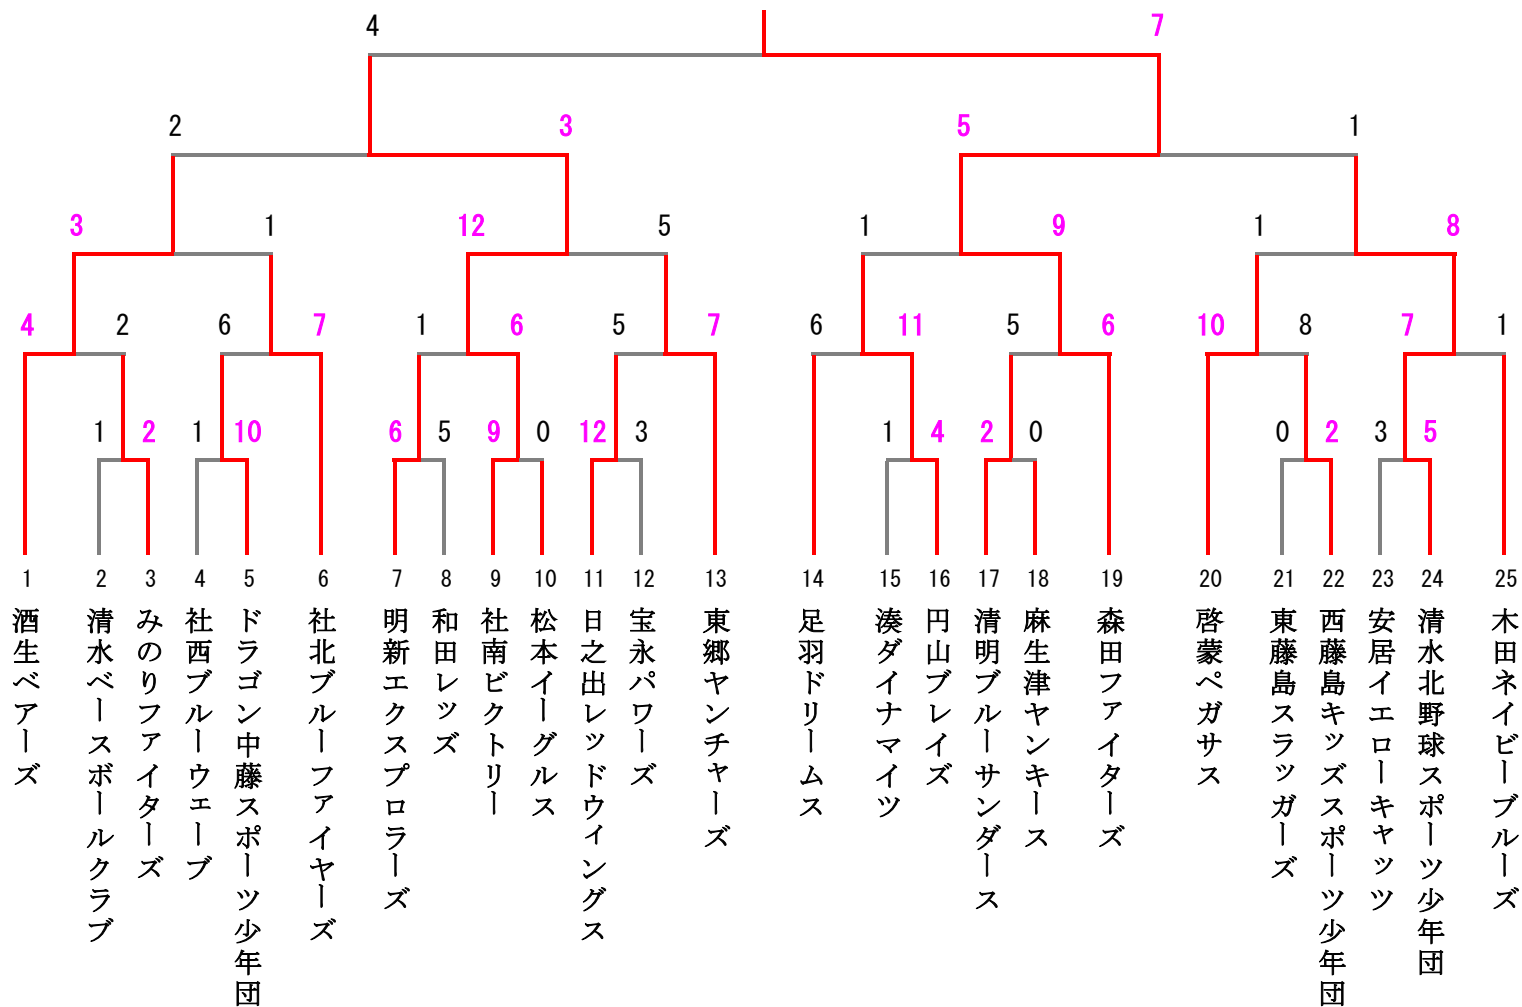 4 7
2 3 5 1
3 1 12 5 1 9 1 8
4 2 6 7 1 6 5 7 6 11 5 6 10 8 7 1
1 2 1 10 6 5 9 0 12 3 1 4 2 0 0 2 3 5
1 2 3 4 5 6 7 8 9 10 11 12 13 14 15 16 17 18 19 20 21 22 23 24 25
酒生ベアーズ
清水ベースボールクラブ
みのりファイターズ
社西ブルーウェーブ
ドラゴン中藤スポーツ少年団
社北ブルーファイヤーズ
明新エクスプロラーズ
和田レッズ
社南ビクトリー
松本イーグルス
日之出レッドウィングス
宝永パワーズ
東郷ヤンチャーズ
足羽ドリームス
湊ダイナマイツ
円山ブレイズ
清明ブルーサンダース
麻生津ヤンキース
森田ファイターズ
啓蒙ペガサス
東藤島スラッガーズ
西藤島キッズスポーツ少年団
安居イエローキャッツ
清水北野球スポーツ少年団
木田ネイビーブルーズ